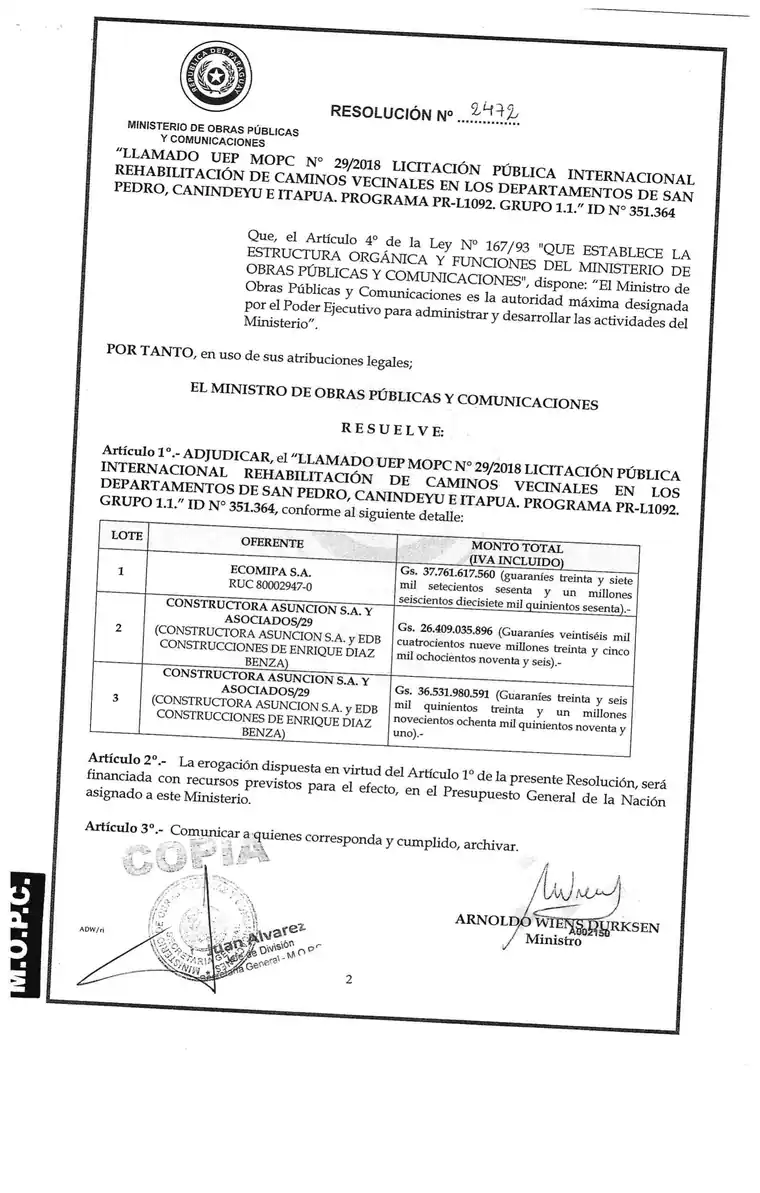 REPUBLICA DEL PARAGUAY
RESOLUCIÓN Nº 2472
MINISTERIO DE OBRAS PÚBLICAS
Y COMUNICACIONES
"LLAMADO UEP MOPC N° 29/2018 LICITACIÓN PÚBLICA INTERNACIONAL
REHABILITACIÓN DE CAMINOS VECINALES EN LOS DEPARTAMENTOS DE SAN
PEDRO, CANINDEYU E ITAPUA. PROGRAMA PR-L1092. GRUPO 1.1." ID N° 351.364
Que, el Artículo 4º de la Ley Nº 167/93 "QUE ESTABLECE LA
ESTRUCTURA ORGÁNICA Y FUNCIONES DEL MINISTERIO DE
OBRAS PÚBLICAS Y COMUNICACIONES", dispone: "El Ministro de
Obras Públicas y Comunicaciones es la autoridad máxima designada
por el Poder Ejecutivo para administrar y desarrollar las actividades del
Ministerio".
POR TANTO, en uso de sus atribuciones legales;
EL MINISTRO DE OBRAS PÚBLICAS Y COMUNICACIONES
R E S U E L V E:
Artículo 1º.- ADJUDICAR, el "LLAMADO UEP MOPC N° 29/2018 LICITACIÓN PÚBLICA
INTERNACIONAL REHABILITACIÓN DE CAMINOS VECINALES EN LOS
DEPARTAMENTOS DE SAN PEDRO, CANINDEYU E ITAPUA. PROGRAMA PR-L1092.
GRUPO 1.1." ID N° 351.364, conforme al siguiente detalle:
LOTE OFERENTE MONTO TOTAL
(IVA INCLUIDO)
1 ECOMIPA S.A.
RUC 80002947-0
Gs. 37.761.617.560 (guaraníes treinta y siete
mil setecientos sesenta y un millones
seiscientos diecisiete mil quinientos sesenta).-
2 CONSTRUCTORA ASUNCION S.A. Y
ASOCIADOS/29
(CONSTRUCTORA ASUNCION S.A. y EDB
CONSTRUCCIONES DE ENRIQUE DIAZ
BENZA)
Gs. 26.409.035.896 (Guaraníes veintiséis mil
cuatrocientos nueve millones treinta y cinco
mil ochocientos noventa y seis).-
3 CONSTRUCTORA ASUNCION S.A. Y
ASOCIADOS/29
(CONSTRUCTORA ASUNCION S.A. y EDB
CONSTRUCCIONES DE ENRIQUE DIAZ
BENZA)
Gs. 36.531.980.591 (Guaraníes treinta y seis
mil quinientos treinta y un millones
novecientos ochenta mil quinientos noventa y
uno).-
Artículo 2º.- La erogación dispuesta en virtud del Artículo 1º de la presente Resolución, será
financiada con recursos previstos para el efecto, en el Presupuesto General de la Nación
asignado a este Ministerio.
Artículo 3º.- Comunicar a quienes corresponda y cumplido, archivar.
COPIA
M.O.P.C.
ADW/ri
Juan Alvarez
Jefe de División
Secretaría General - M O P C
ARNOLDO WIENS DURKSEN
A002150
Ministro
2